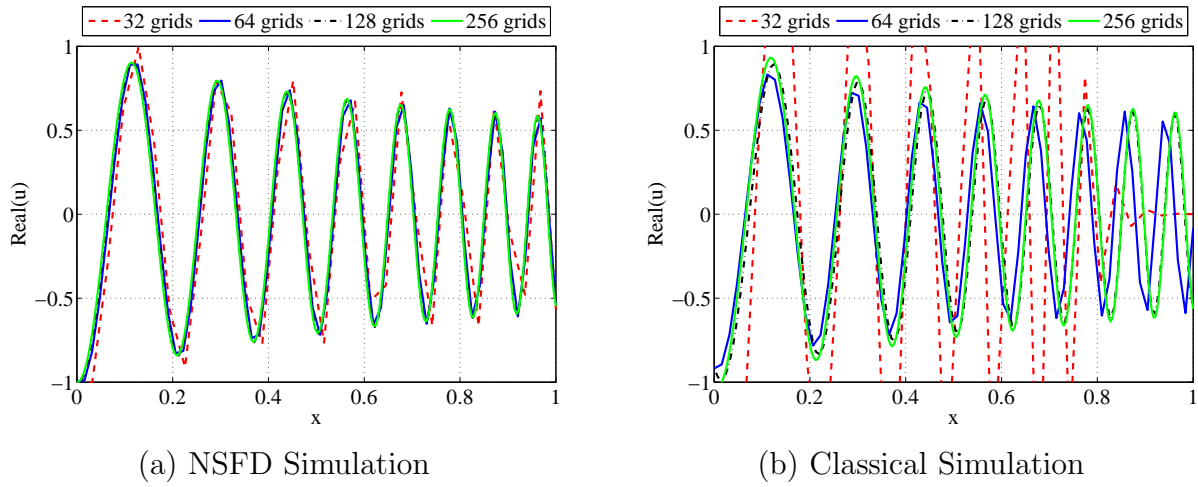 32 grids 64 grids 128 grids 256 grids
1
0.5
0
−0.5
−1
Real(u)
0 0.2 0.4 0.6 0.8 1
x
(a) NSFD Simulation
32 grids 64 grids 128 grids 256 grids
1
0.5
0
−0.5
−1
Real(u)
0 0.2 0.4 0.6 0.8 1
x
(b) Classical Simulation